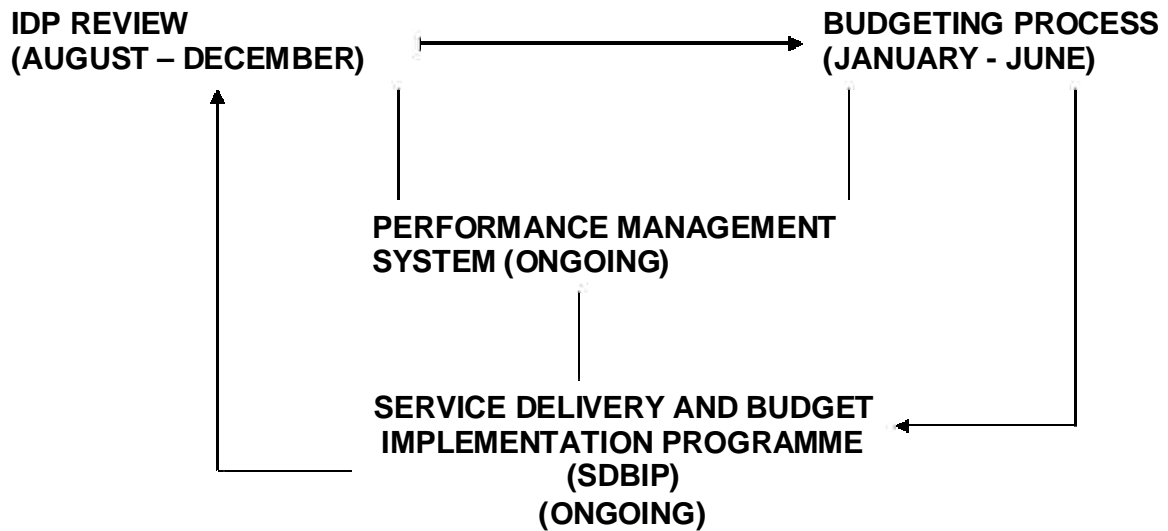 IDP REVIEW
(AUGUST – DECEMBER)
BUDGETING PROCESS
(JANUARY - JUNE)
PERFORMANCE MANAGEMENT
SYSTEM (ONGOING)
SERVICE DELIVERY AND BUDGET
IMPLEMENTATION PROGRAMME
(SDBIP)
(ONGOING)